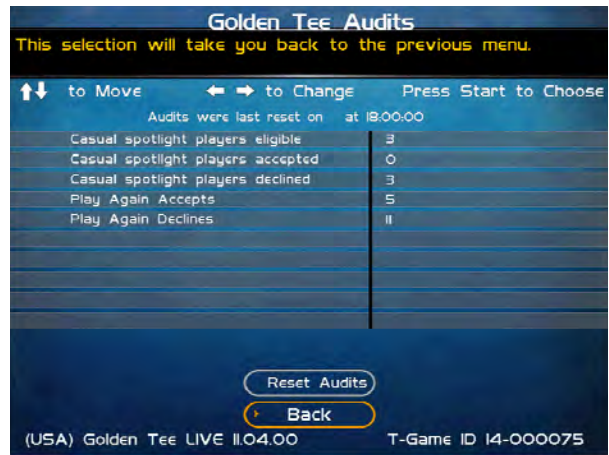 Golden Tee Audits
This selection will take you back to the previous menu.
to Move to Change Press Start to Choose
Audits were last reset on at 18:00:00
Casual spotlight players eligible 3
Casual spotlight players accepted 0
Casual spotlight players declined 3
Play Again Accepts 5
Play Again Declines 11
Reset Audits
Back
(USA) Golden Tee LIVE 11.04.00 T-Game ID 14-000075